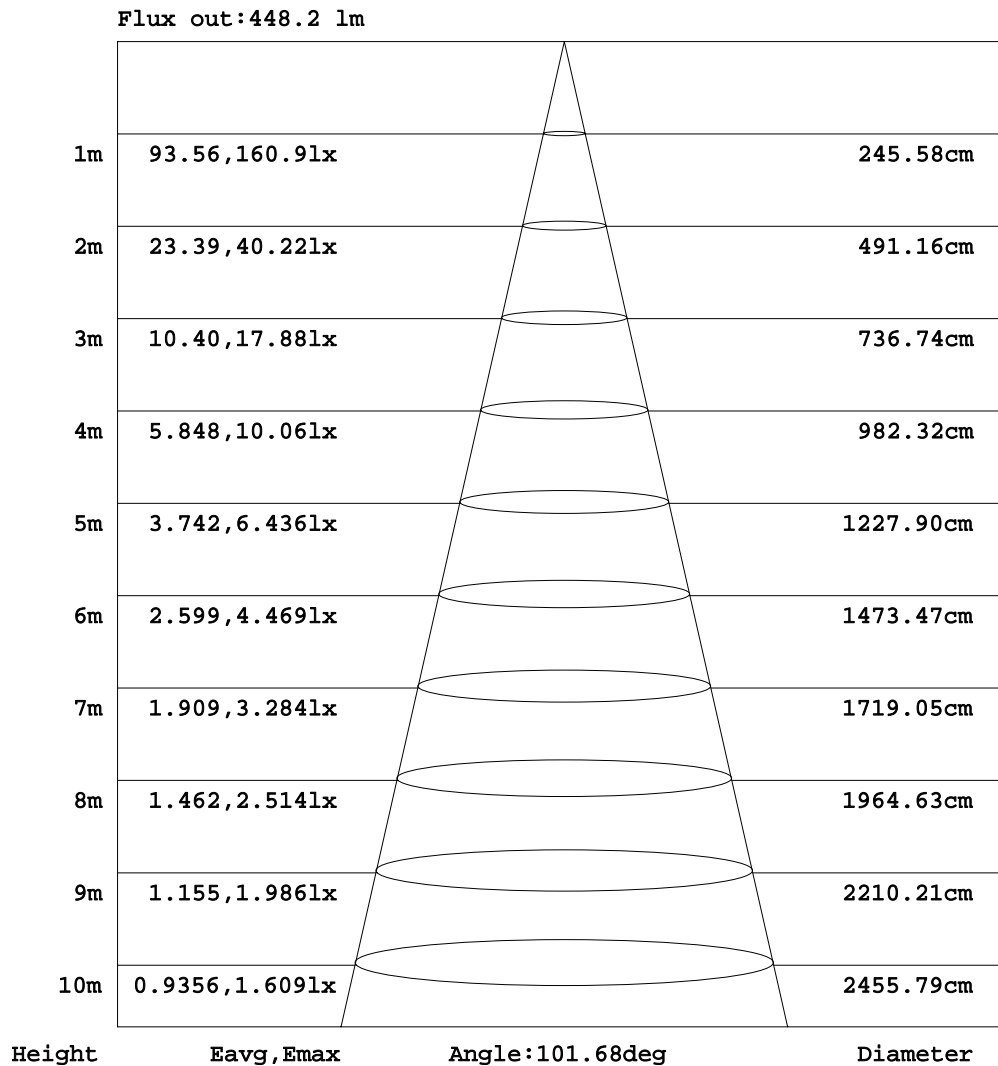 Flux out:448.2 lm
1m 93.56,160.9lx 245.58cm
2m 23.39,40.22lx 491.16cm
3m 10.40,17.88lx 736.74cm
4m 5.848,10.06lx 982.32cm
5m 3.742,6.436lx 1227.90cm
6m 2.599,4.469lx 1473.47cm
7m 1.909,3.284lx 1719.05cm
8m 1.462,2.514lx 1964.63cm
9m 1.155,1.986lx 2210.21cm
10m 0.9356,1.609lx 2455.79cm
Height Eavg,Emax Angle:101.68deg Diameter